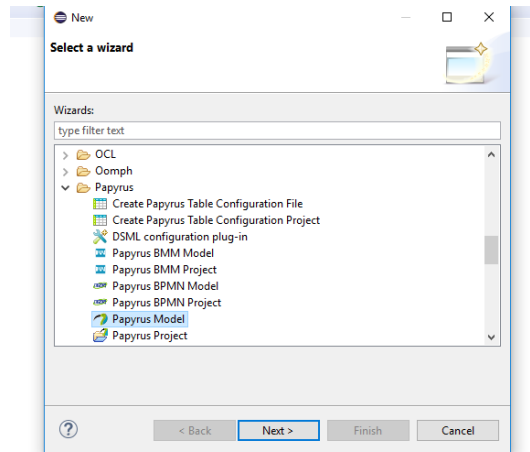 New
Select a wizard
Wizards:
type filter text
OCL
Oomph
Papyrus
Create Papyrus Table Configuration File
Create Papyrus Table Configuration Project
DSML configuration plug-in
Papyrus BMM Model
Papyrus BMM Project
Papyrus BPMN Model
Papyrus BPMN Project
Papyrus Model
Papyrus Project
< Back Next > Finish Cancel